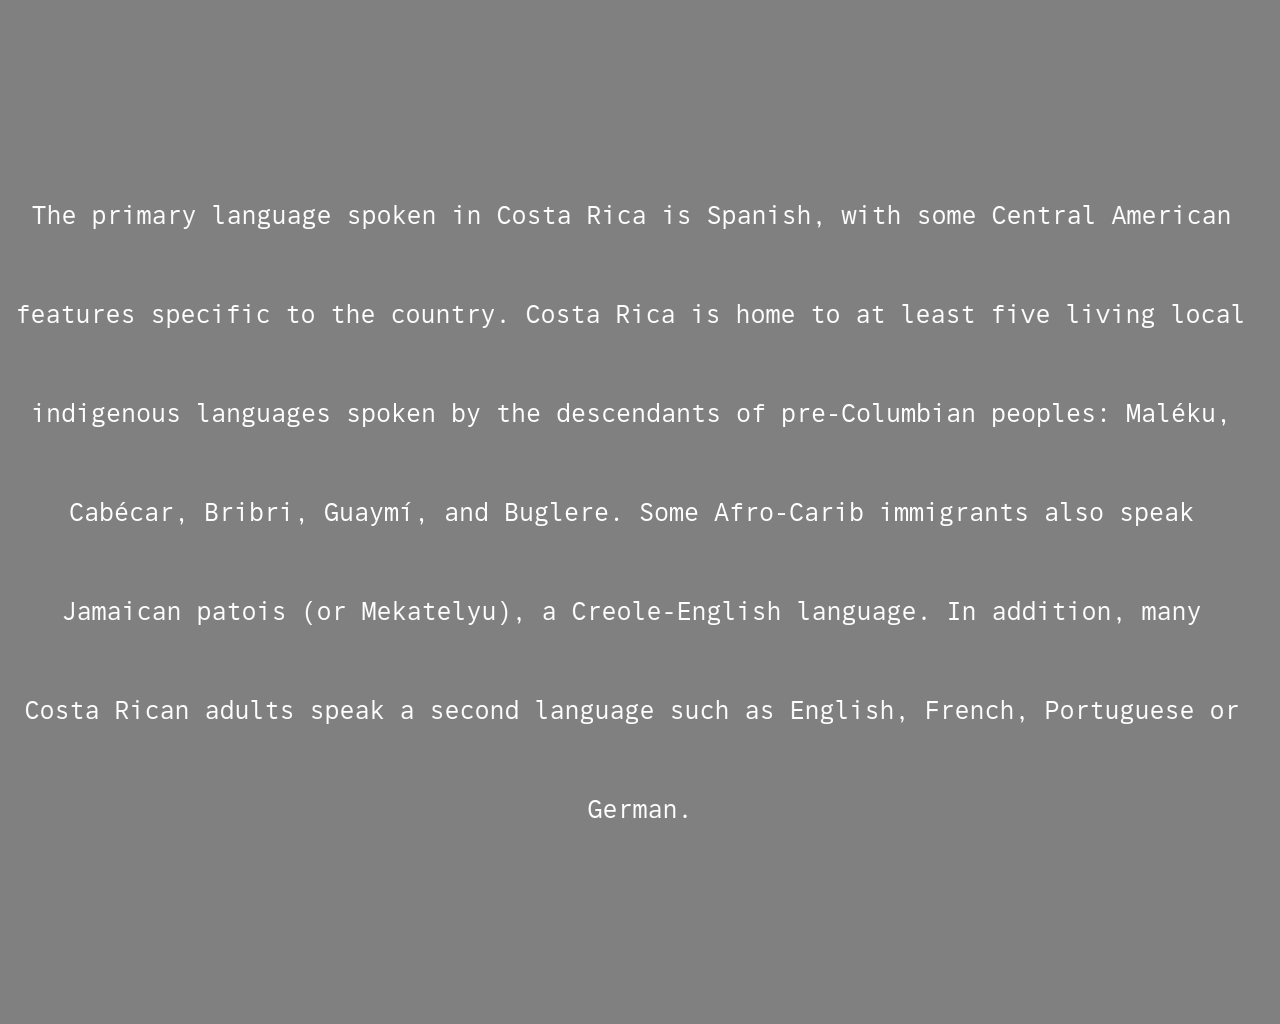 The primary language spoken in Costa Rica is Spanish, with some Central American
features specific to the country. Costa Rica is home to at least five living local
indigenous languages spoken by the descendants of pre-Columbian peoples: Maléku,
Cabécar, Bribri, Guaymí, and Buglere. Some Afro-Carib immigrants also speak
Jamaican patois (or Mekatelyu), a Creole-English language. In addition, many
Costa Rican adults speak a second language such as English, French, Portuguese or
German.